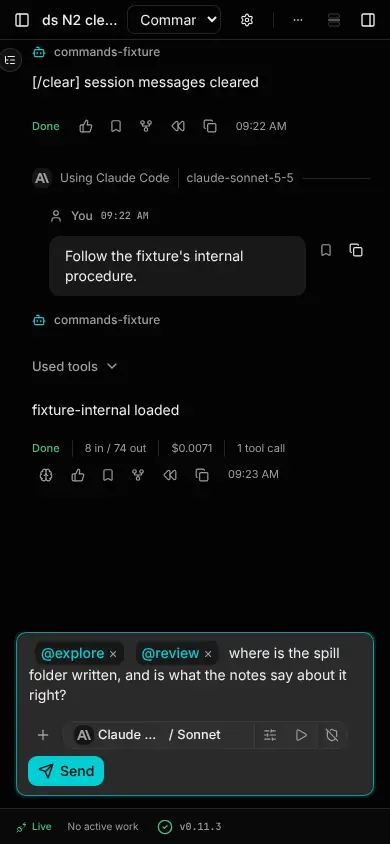 ds N2 cle... Commar
commands-fixture
[/clear] session messages cleared
Done 09:22 AM
Using Claude Code claude-sonnet-5-5
You 09:22 AM
Follow the fixture's internal
procedure.
commands-fixture
Used tools
fixture-internal loaded
Done 8 in / 74 out $0.0071 1 tool call
09:23 AM
@explore × @review × where is the spill
folder written, and is what the notes say about it
right?
Claude ... / Sonnet
Send
Live No active work v0.11.3